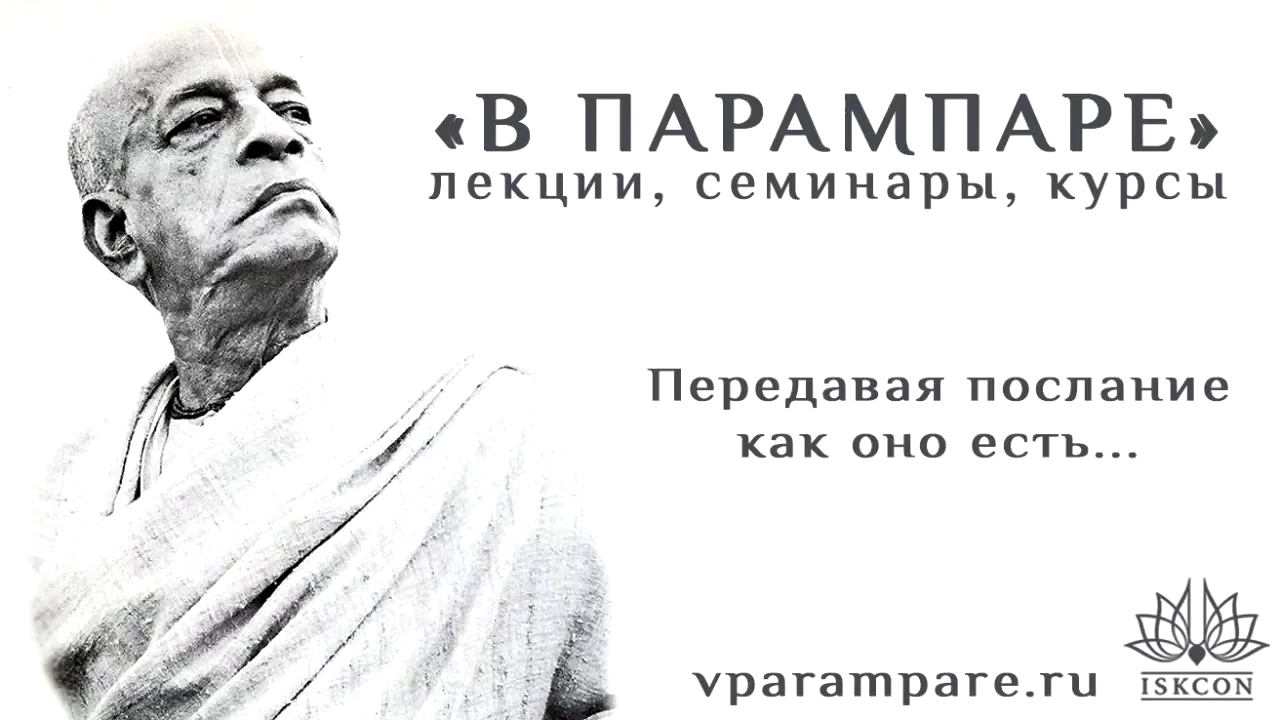 «В ПАРАМПАРЕ»
лекции, семинары, курсы
Передавая послание
как оно есть...
vparampare.ru
ISKCON